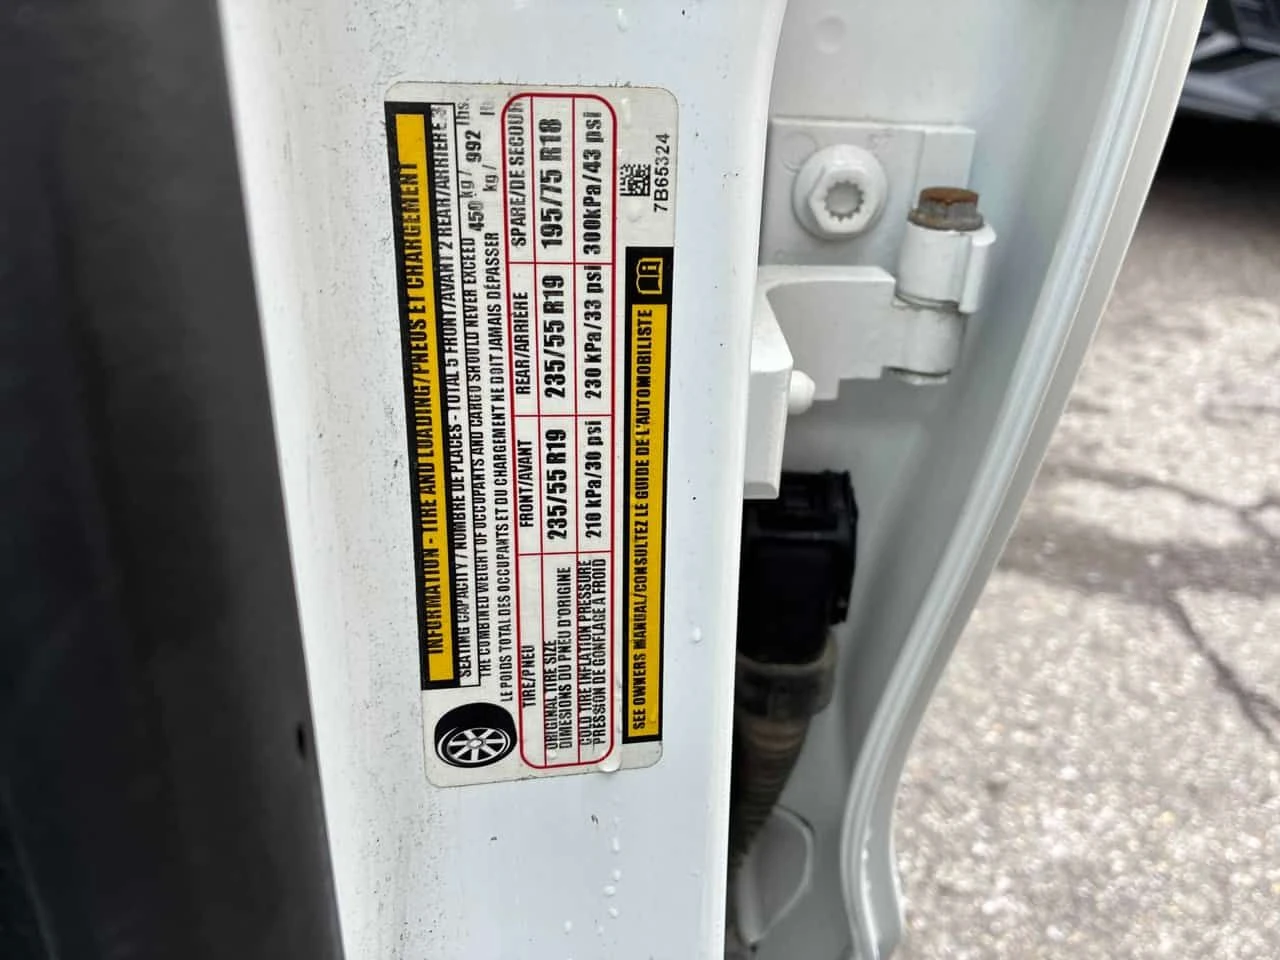 INFORMATION - TIRE AND LOADING/PNEUS ET CHARGEMENT
SEATING CAPACITY / NOMBRE DE PLACES - TOTAL 5 FRONT/AVANT 2 REAR/ARRIÈRE 3
THE COMBINED WEIGHT OF OCCUPANTS AND CARGO SHOULD NEVER EXCEED 450 kg / 992 lbs.
LE POIDS TOTAL DES OCCUPANTS ET DU CHARGEMENT NE DOIT JAMAIS DÉPASSER kg /
TIRE/PNEU FRONT/AVANT REAR/ARRIÈRE SPARE/DE SECOUR
ORIGINAL TIRE SIZE
DIMESIONS DU PNEU D'ORIGINE
235/55 R19 235/55 R19 195/75 R18
COLD TIRE INFLATION PRESSURE
PRESSION DE GONFLAGE À FROID
210 kPa/30 psi 230 kPa/33 psi 300kPa/43 psi
SEE OWNERS MANUAL/CONSULTEZ LE GUIDE DE L'AUTOMOBILISTE
7B65324